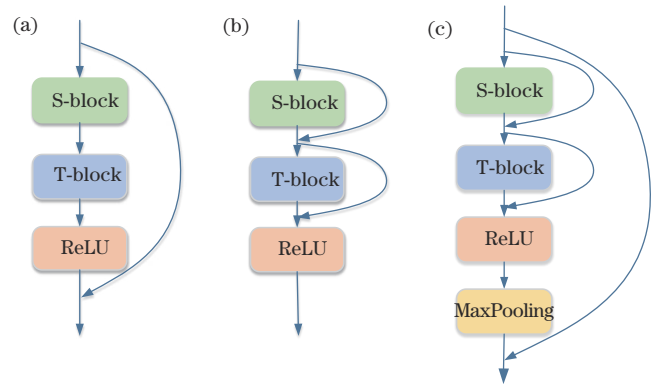 (a)
S-block
T-block
ReLU
(b)
S-block
T-block
ReLU
(c)
S-block
T-block
ReLU
MaxPooling